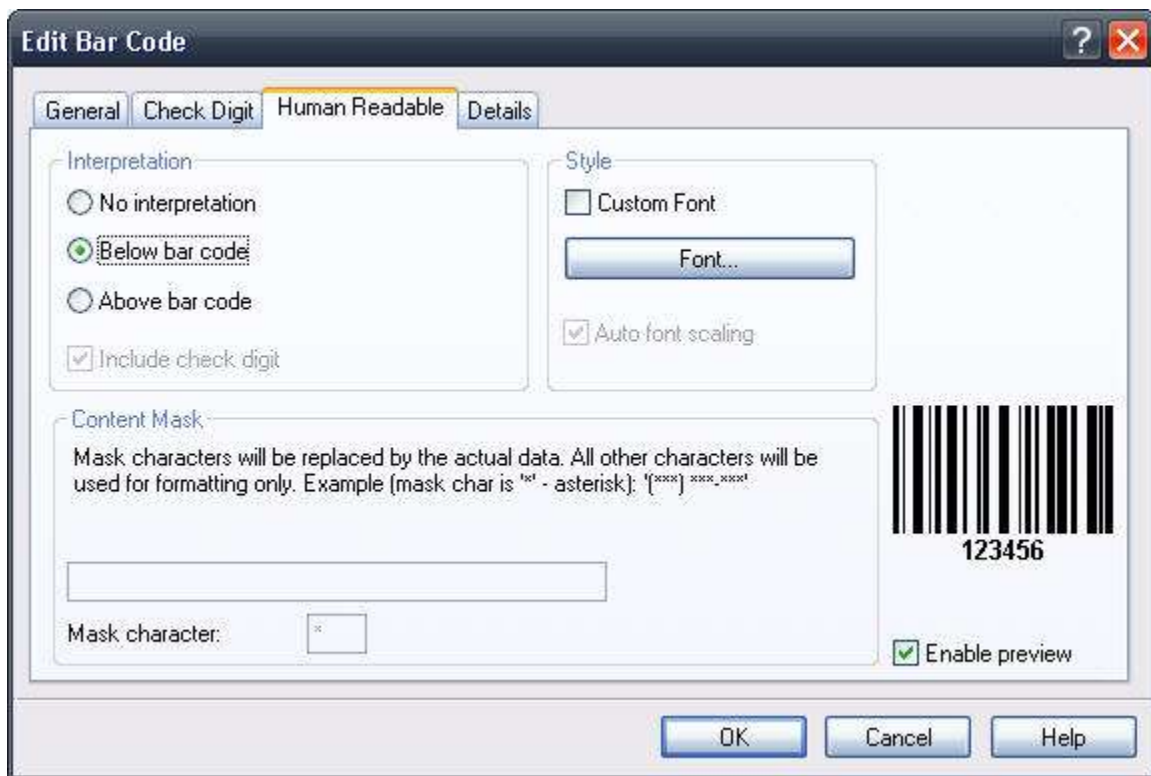 Edit Bar Code
General Check Digit Human Readable Details
Interpretation
No interpretation
Below bar code
Above bar code
Include check digit
Style
Custom Font
Font...
Auto font scaling
Content Mask
Mask characters will be replaced by the actual data. All other characters will be
used for formatting only. Example (mask char is '*' - asterisk): '(***) ***-***'
Mask character: *
123456
Enable preview
OK Cancel Help